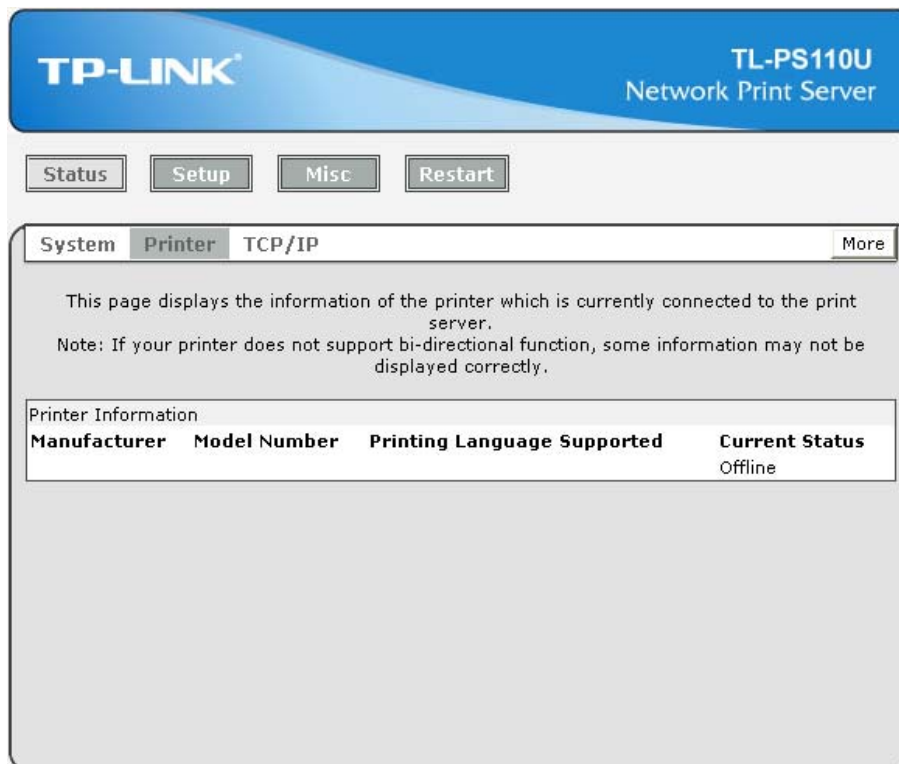 TP-LINK®
TL-PS110U
Network Print Server
Status Setup Misc Restart
System Printer TCP/IP More
This page displays the information of the printer which is currently connected to the print
server.
Note: If your printer does not support bi-directional function, some information may not be
displayed correctly.
Printer Information
Manufacturer Model Number Printing Language Supported Current Status
Offline